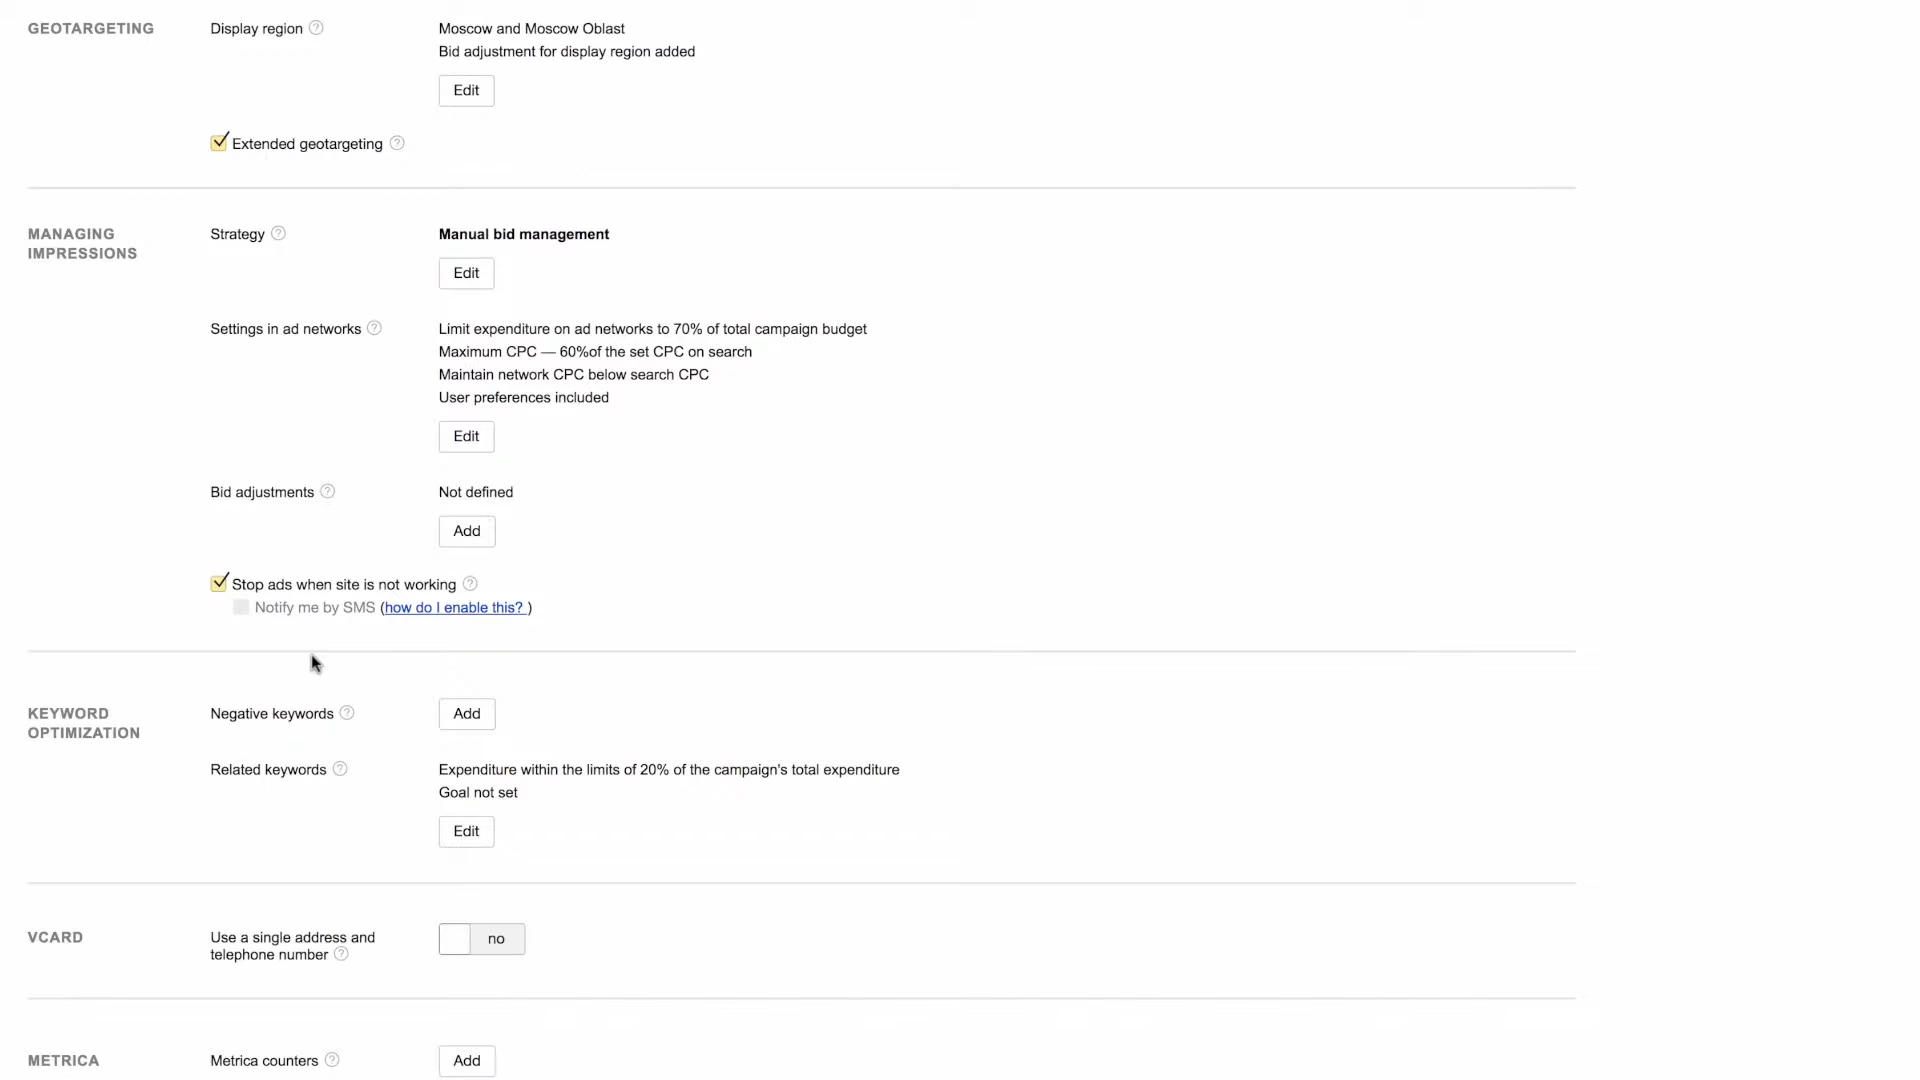 GEOTARGETING
Display region ?
Moscow and Moscow Oblast
Bid adjustment for display region added
Edit
Extended geotargeting ?
MANAGING
IMPRESSIONS
Strategy ?
Manual bid management
Edit
Settings in ad networks ?
Limit expenditure on ad networks to 70% of total campaign budget
Maximum CPC — 60%of the set CPC on search
Maintain network CPC below search CPC
User preferences included
Edit
Bid adjustments ?
Not defined
Add
Stop ads when site is not working ?
Notify me by SMS (how do I enable this? )
KEYWORD
OPTIMIZATION
Negative keywords ?
Add
Related keywords ?
Expenditure within the limits of 20% of the campaign's total expenditure
Goal not set
Edit
VCARD
Use a single address and
telephone number ?
no
METRICA
Metrica counters ?
Add